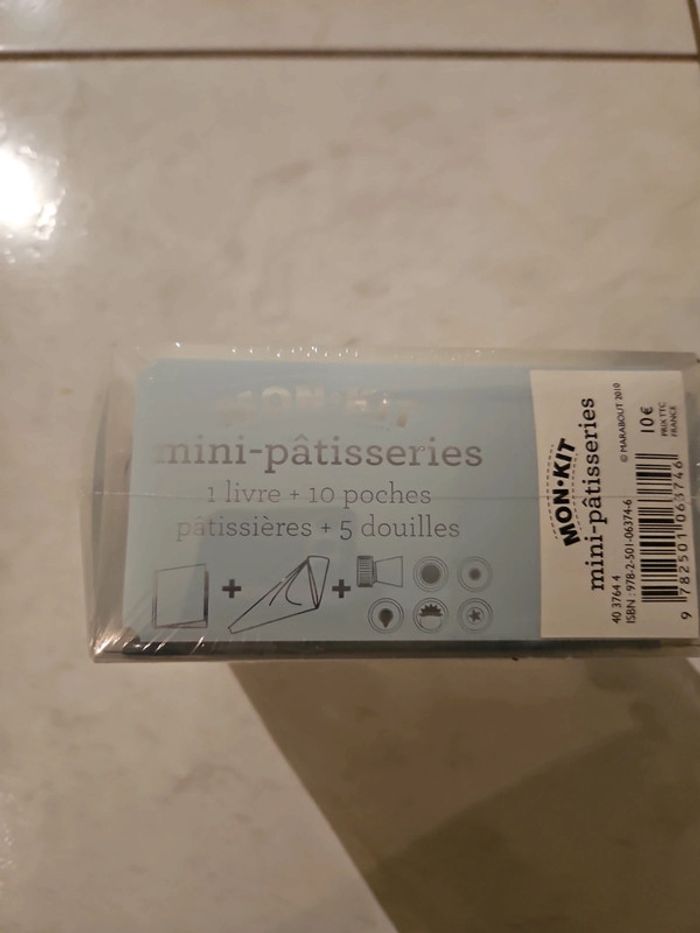 MON•KIT
mini-pâtisseries
1 livre + 10 poches
pâtissières + 5 douilles
+ +
MON•KIT
mini-pâtisseries
© MARABOUT 2010
10 €
PRIX TTC
FRANCE
40 3764 4
ISBN : 978-2-501-06374-6
9 782501 063746